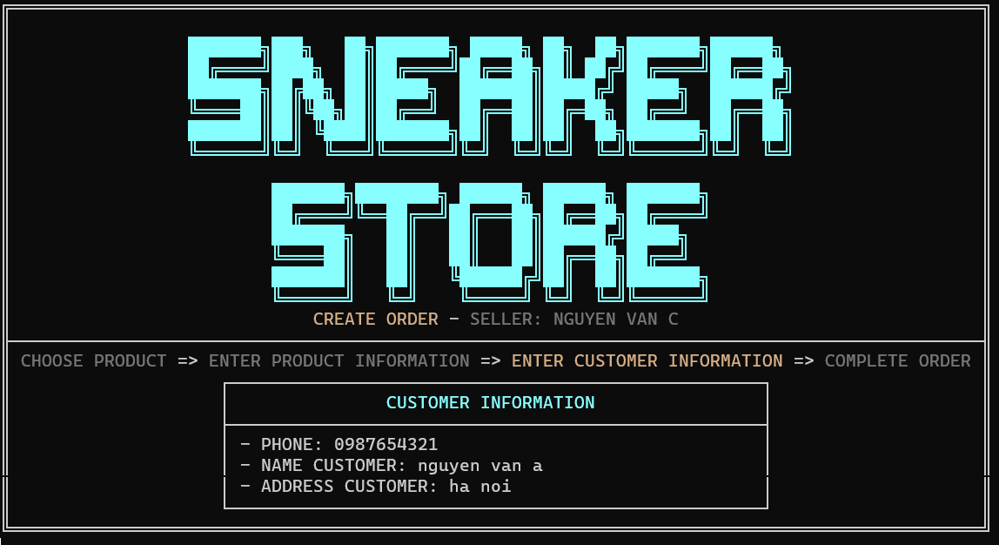 SNEAKER
STORE
CREATE ORDER - SELLER: NGUYEN VAN C
CHOOSE PRODUCT => ENTER PRODUCT INFORMATION => ENTER CUSTOMER INFORMATION => COMPLETE ORDER
CUSTOMER INFORMATION
- PHONE: 0987654321
- NAME CUSTOMER: nguyen van a
- ADDRESS CUSTOMER: ha noi